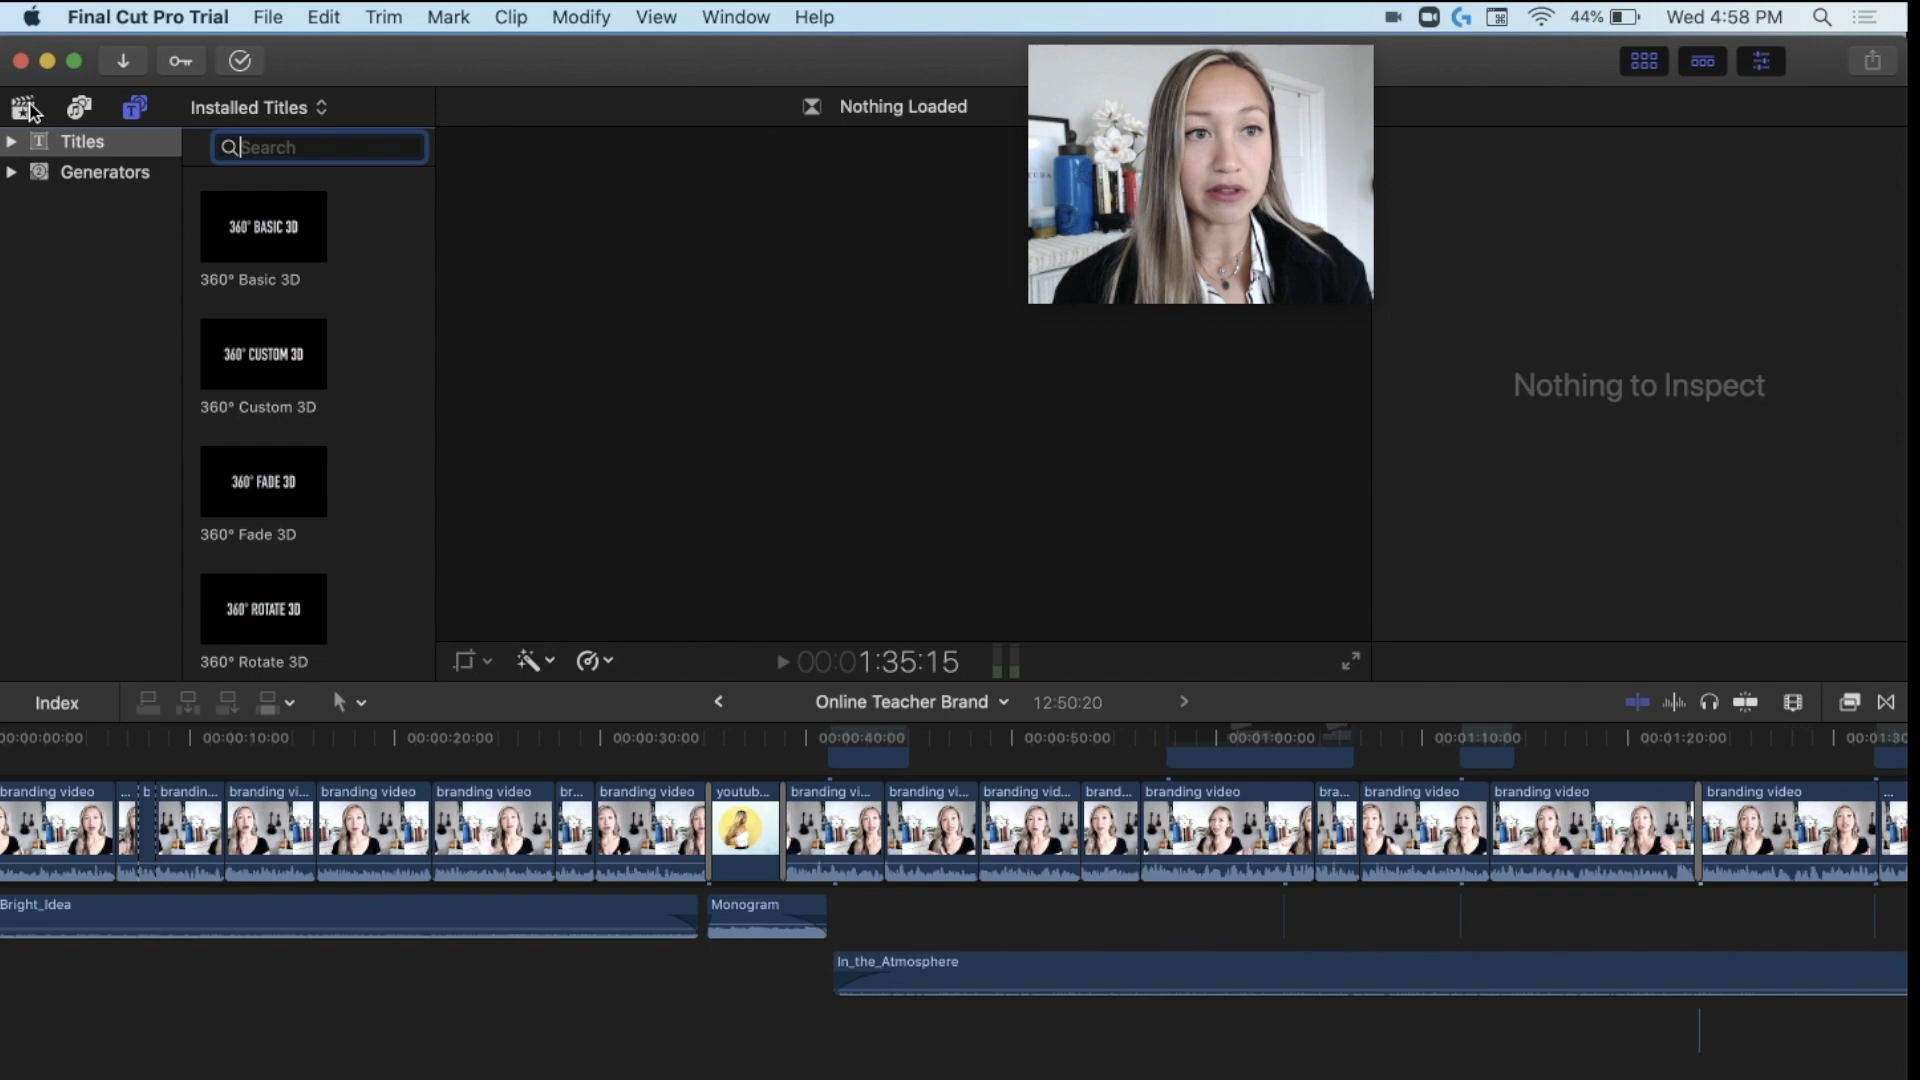 Final Cut Pro Trial File Edit Trim Mark Clip Modify View Window Help 44% Wed 4:58 PM
Installed Titles
Nothing Loaded
Titles
Search
Generators
360° BASIC 3D
360° Basic 3D
360° CUSTOM 3D
360° Custom 3D
Nothing to Inspect
360° FADE 3D
360° Fade 3D
360° ROTATE 3D
360° Rotate 3D
00:01:35:15
Index
Online Teacher Brand
12:50:20
00:00:00:00 00:00:10:00 00:00:20:00 00:00:30:00 00:00:40:00 00:00:50:00 00:01:00:00 00:01:10:00 00:01:20:00 00:01:30
branding video ... b brandin... branding vi... branding video branding video br... branding video youtub... branding vi... branding vi... branding vid... brand... branding video bra... branding video branding video branding video ...
Bright_Idea
Monogram
In_the_Atmosphere